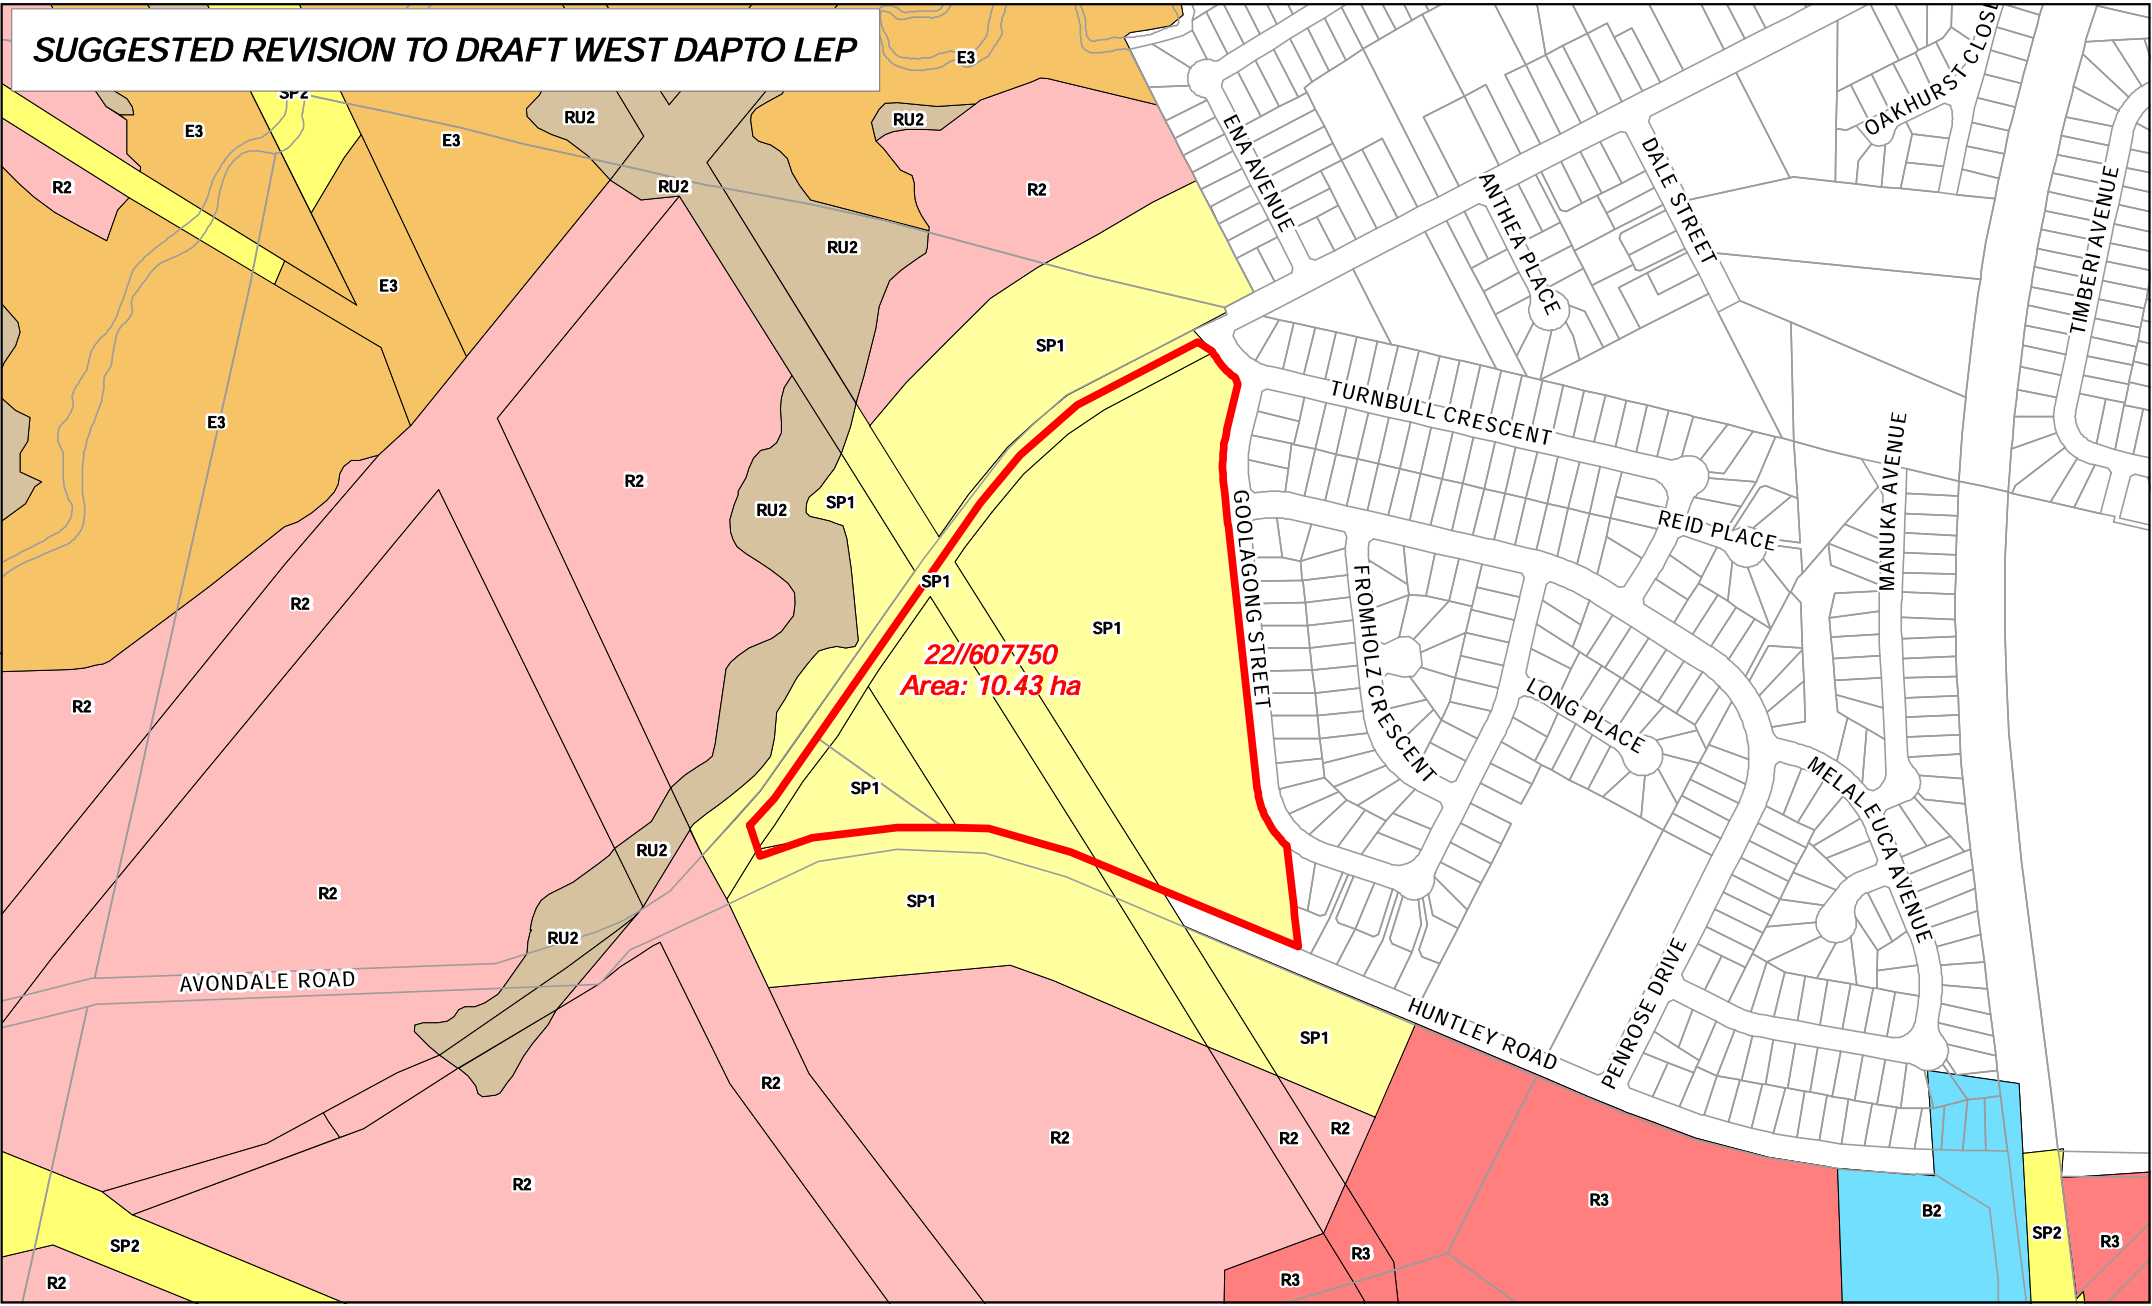 SUGGESTED REVISION TO DRAFT WEST DAPTO LEP
E3
OAKHURST CLOSE
SP2
E3
E3
RU2
RU2
ENA AVENUE
DALE STREET
R2
RU2
R2
ANTHEA PLACE
TIMBERI AVENUE
RU2
E3
SP1
TURNBULL CRESCENT
E3
MANUKA AVENUE
R2
SP1
RU2
GOOLAGONG STREET
REID PLACE
R2
SP1
SP1
FROMHOLZ CRESCENT
22//607750
Area: 10.43 ha
R2
LONG PLACE
SP1
MELALEUCA AVENUE
RU2
R2
SP1
RU2
AVONDALE ROAD
PENROSE DRIVE
HUNTLEY ROAD
SP1
R2
R2
R2
R2
R2
R3
B2
SP2
SP2
R3
R3
R2
R3